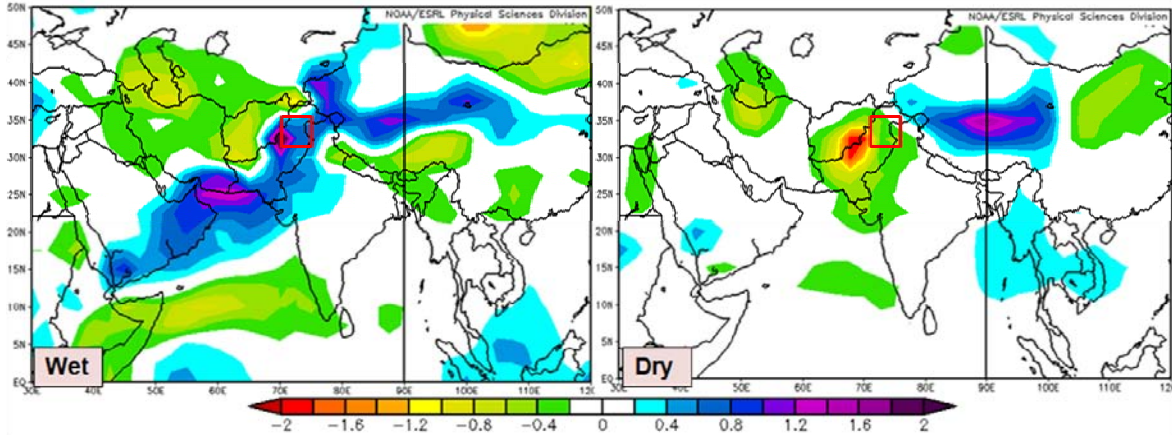 NOAA/ESRL Physical Sciences Division
50N
45N
40N
35N
30N
25N
20N
15N
10N
5N
EQ
Wet
30E 40E 50E 60E 70E 80E 90E 100E 110E
NOAA/ESRL Physical Sciences Division
50N
45N
40N
35N
30N
25N
20N
15N
10N
5N
EQ
Dry
30E 40E 50E 60E 70E 80E 90E 100E 110E
-2 -1.6 -1.2 -0.8 -0.4 0 0.4 0.8 1.2 1.6 2